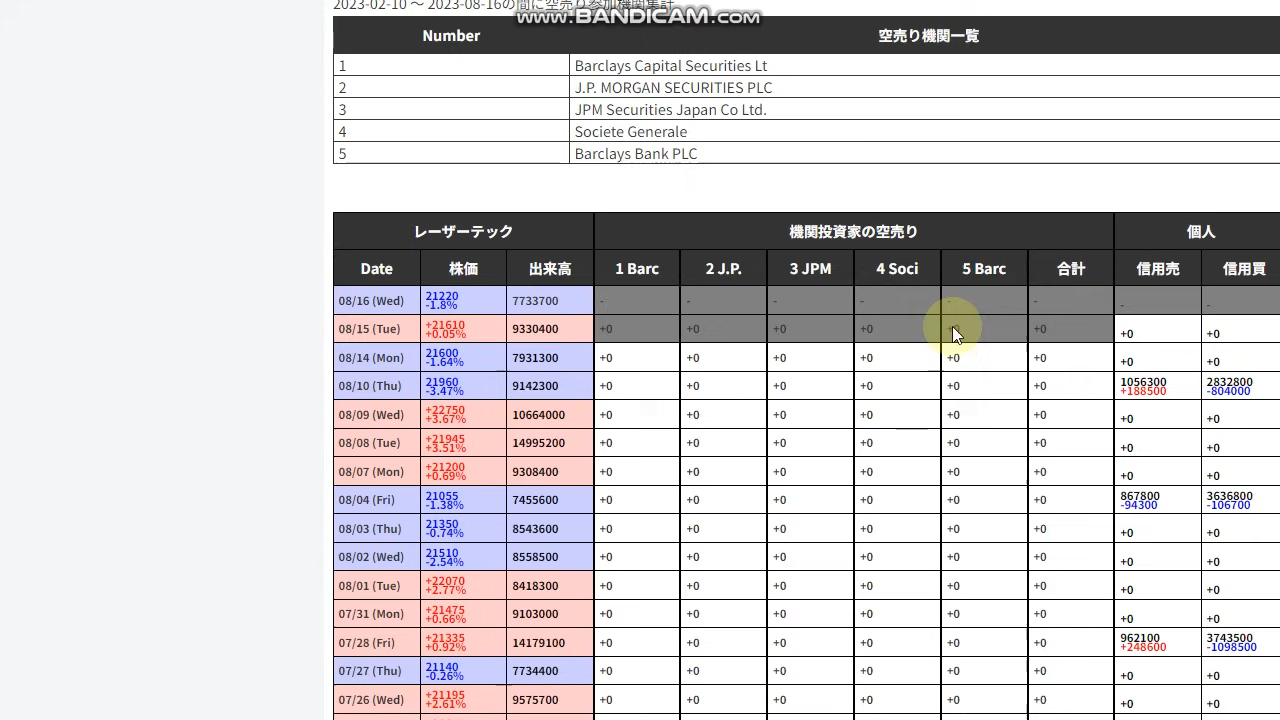 2023-02-10 ～ 2023-08-16の間に空売り参加機関集計
www.BANDICAM.com
Number 空売り機関一覧
1 Barclays Capital Securities Lt
2 J.P. MORGAN SECURITIES PLC
3 JPM Securities Japan Co Ltd.
4 Societe Generale
5 Barclays Bank PLC
レーザーテック 機関投資家の空売り 個人
Date 株価 出来高 1 Barc 2 J.P. 3 JPM 4 Soci 5 Barc 合計 信用売 信用買
08/16 (Wed) 21220 -1.8% 7733700 - - - - - - - -
08/15 (Tue) +21610 +0.05% 9330400 +0 +0 +0 +0 +0 +0 +0 +0
08/14 (Mon) 21600 -1.64% 7931300 +0 +0 +0 +0 +0 +0 +0 +0
08/10 (Thu) 21960 -3.47% 9142300 +0 +0 +0 +0 +0 +0 1056300 +188500 2832800 -804000
08/09 (Wed) +22750 +3.67% 10664000 +0 +0 +0 +0 +0 +0 +0 +0
08/08 (Tue) +21945 +3.51% 14995200 +0 +0 +0 +0 +0 +0 +0 +0
08/07 (Mon) +21200 +0.69% 9308400 +0 +0 +0 +0 +0 +0 +0 +0
08/04 (Fri) 21055 -1.38% 7455600 +0 +0 +0 +0 +0 +0 867800 -94300 3636800 -106700
08/03 (Thu) 21350 -0.74% 8543600 +0 +0 +0 +0 +0 +0 +0 +0
08/02 (Wed) 21510 -2.54% 8558500 +0 +0 +0 +0 +0 +0 +0 +0
08/01 (Tue) +22070 +2.77% 8418300 +0 +0 +0 +0 +0 +0 +0 +0
07/31 (Mon) +21475 +0.66% 9103000 +0 +0 +0 +0 +0 +0 +0 +0
07/28 (Fri) +21335 +0.92% 14179100 +0 +0 +0 +0 +0 +0 962100 +248600 3743500 -1098500
07/27 (Thu) 21140 -0.26% 7734400 +0 +0 +0 +0 +0 +0 +0 +0
07/26 (Wed) +21195 +2.61% 9575700 +0 +0 +0 +0 +0 +0 +0 +0